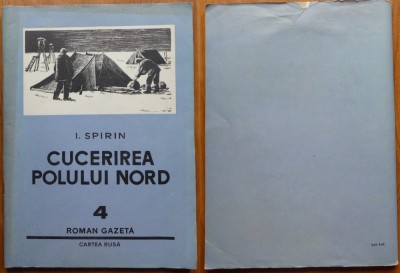 I. SPIRIN
CUCERIREA
POLULUI NORD
4
ROMAN GAZETĂ
CARTEA RUSĂ